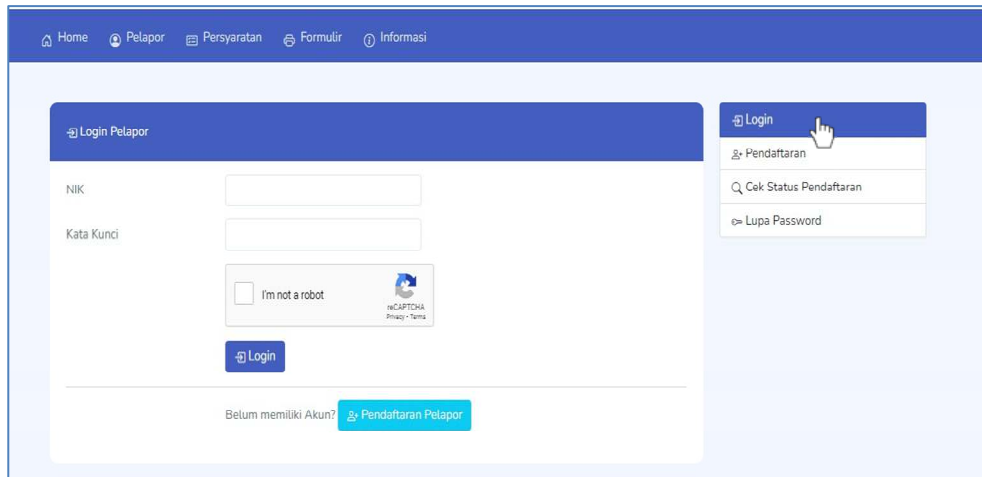 Home Pelapor Persyaratan Formulir Informasi
Login Pelapor
NIK
Kata Kunci
I'm not a robot
reCAPTCHA
Privacy - Terms
Login
Belum memiliki Akun? Pendaftaran Pelapor
Login
Pendaftaran
Cek Status Pendaftaran
Lupa Password